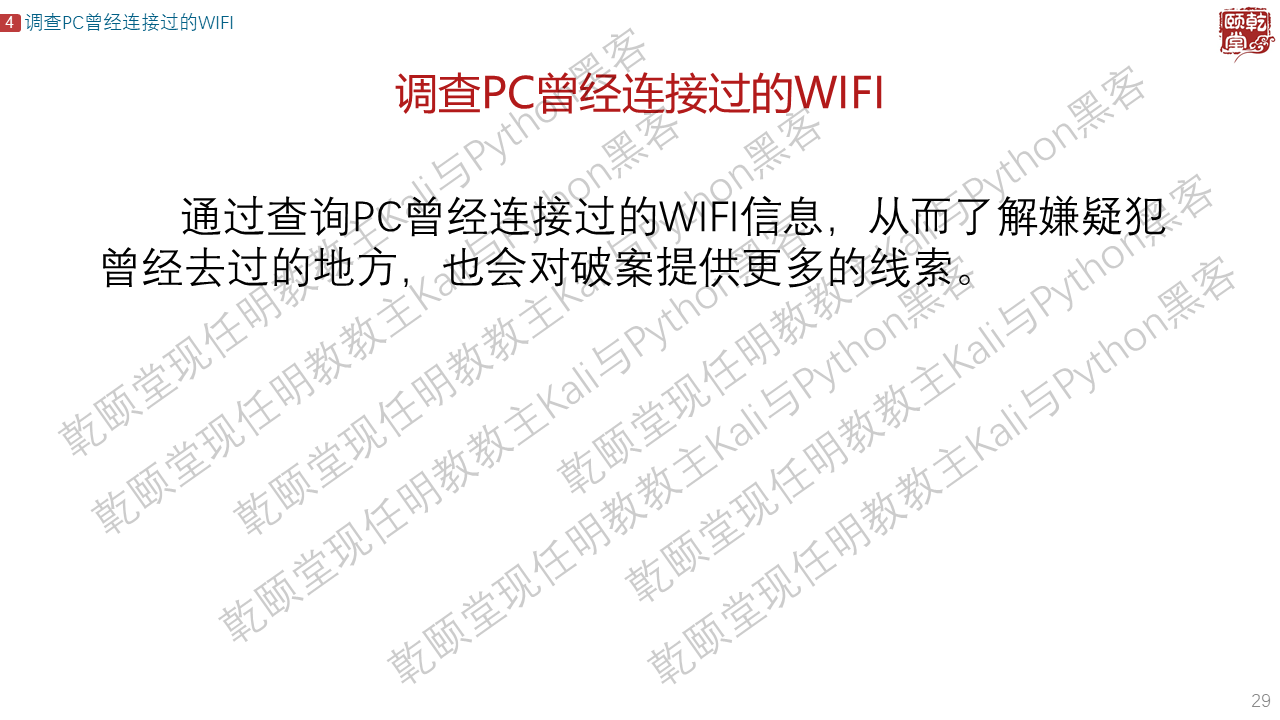 4 调查PC曾经连接过的WIFI
颐乾
堂
调查PC曾经连接过的WIFI
通过查询PC曾经连接过的WIFI信息，从而了解嫌疑犯
曾经去过的地方，也会对破案提供更多的线索。
乾颐堂现任明教教主Kali与Python黑客
乾颐堂现任明教教主Kali与Python黑客
乾颐堂现任明教教主Kali与Python黑客
乾颐堂现任明教教主Kali与Python黑客
乾颐堂现任明教教主Kali与Python黑客
乾颐堂现任明教教主Kali与Python黑客
乾颐堂现任明教教主Kali与Python黑客
乾颐堂现任明教教主Kali与Python黑客
29